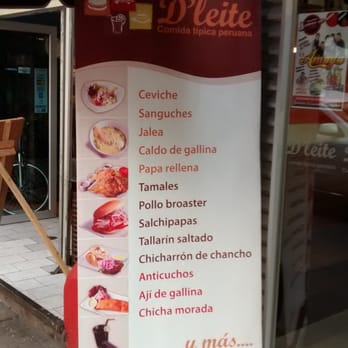 D'leite
Comida típica peruana
Ceviche
Sanguches
Jalea
Caldo de gallina
Papa rellena
Tamales
Pollo broaster
Salchipapas
Tallarín saltado
Chicharrón de chancho
Anticuchos
Ají de gallina
Chicha morada
y más....
D'leite